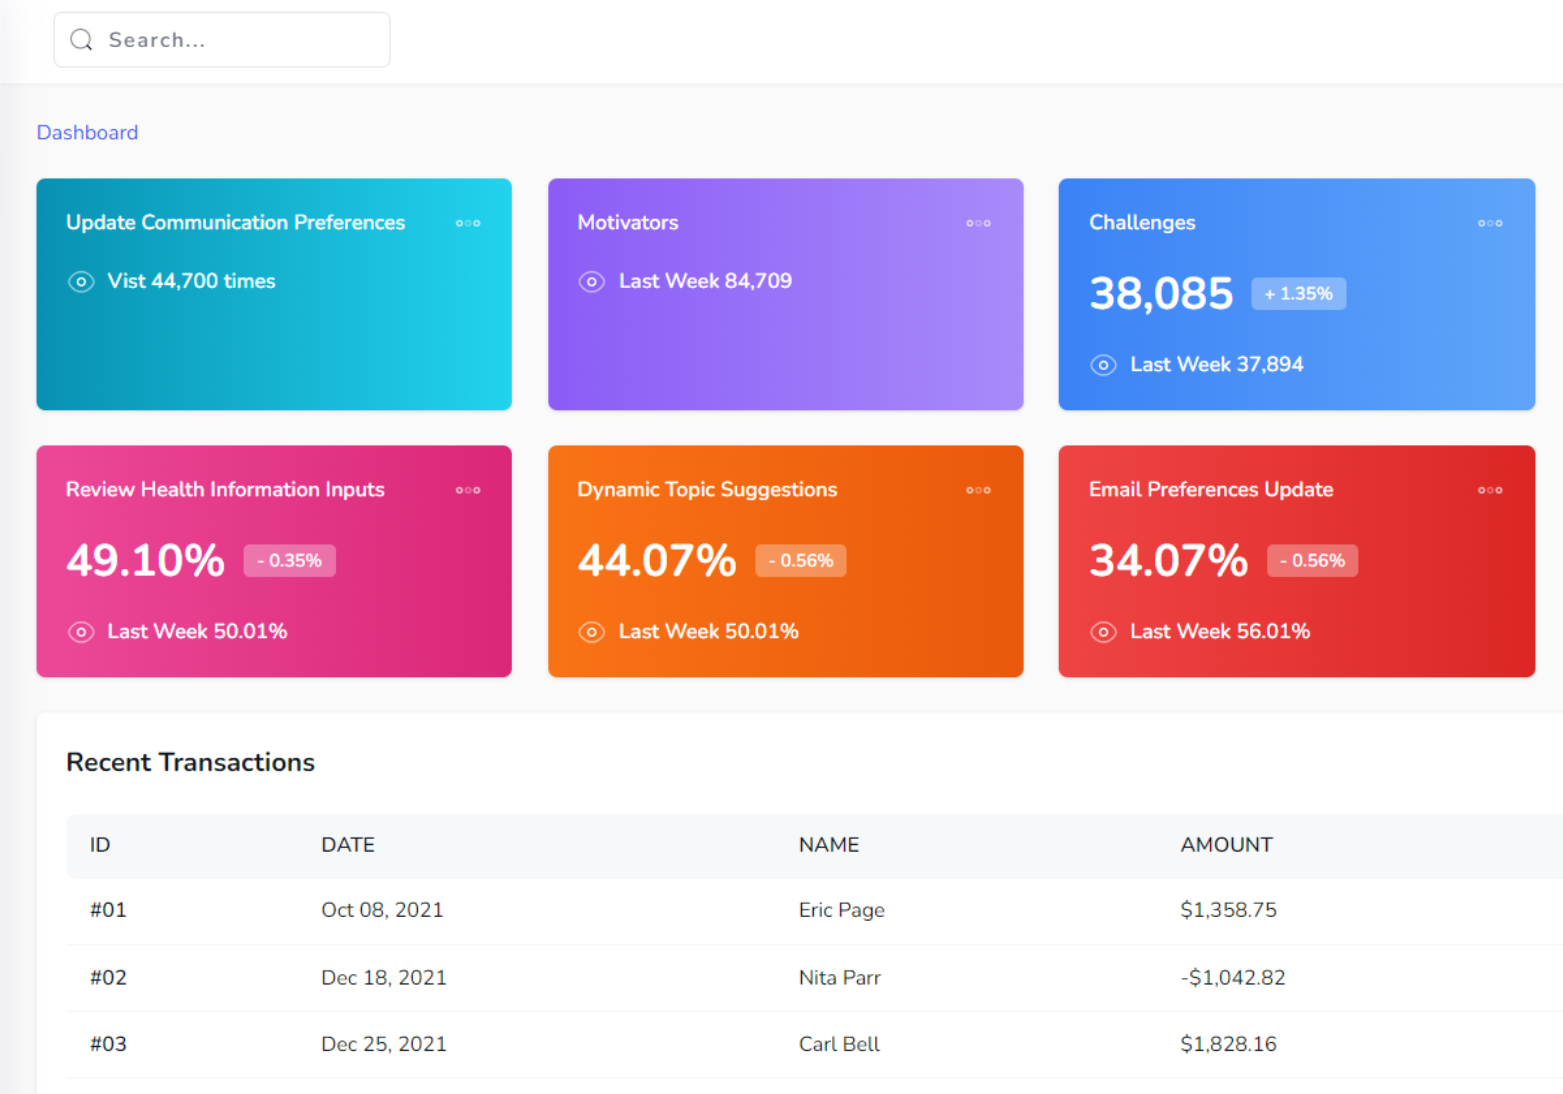 Search...
Dashboard
Update Communication Preferences
Vist 44,700 times
Motivators
Last Week 84,709
Challenges
38,085 + 1.35%
Last Week 37,894
Review Health Information Inputs
49.10% - 0.35%
Last Week 50.01%
Dynamic Topic Suggestions
44.07% - 0.56%
Last Week 50.01%
Email Preferences Update
34.07% - 0.56%
Last Week 56.01%
Recent Transactions
ID DATE NAME AMOUNT
#01 Oct 08, 2021 Eric Page $1,358.75
#02 Dec 18, 2021 Nita Parr -$1,042.82
#03 Dec 25, 2021 Carl Bell $1,828.16